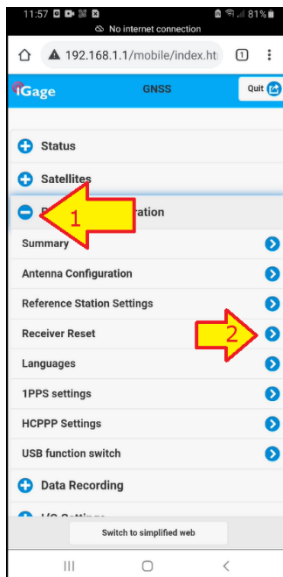 11:57 81%
No internet connection
192.168.1.1/mobile/index.ht 1
iGage GNSS Quit
Status
Satellites
1 ration
Summary
Antenna Configuration
Reference Station Settings
Receiver Reset 2
Languages
1PPS settings
HCPPP Settings
USB function switch
Data Recording
Switch to simplified web